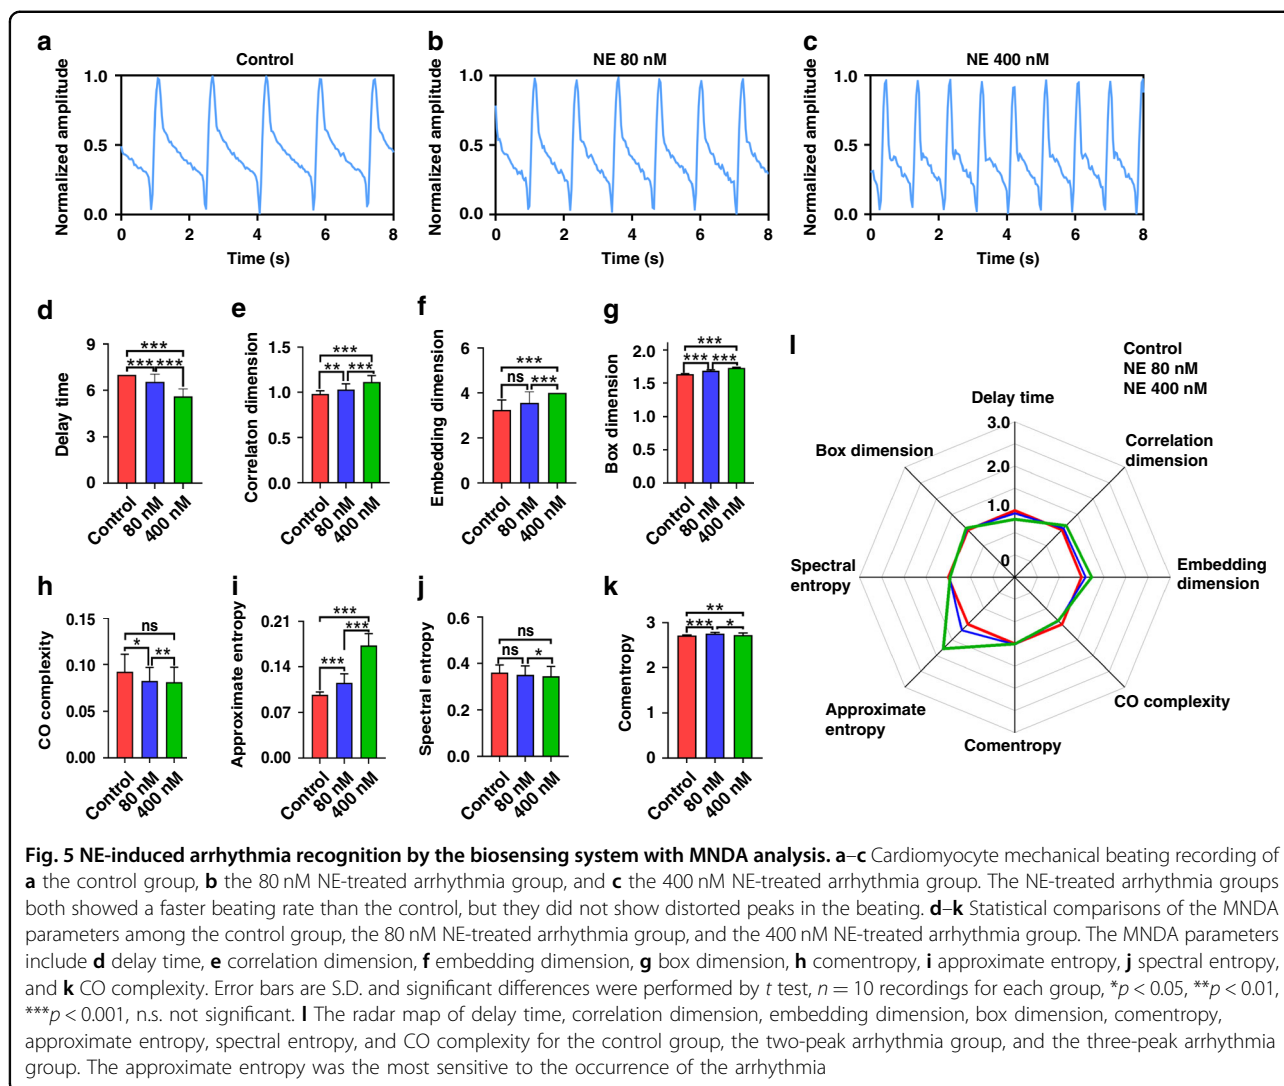 a
Control
Normalized amplitude
1.0
0.5
0.0
0 2 4 6 8
Time (s)
b
NE 80 nM
Normalized amplitude
1.0
0.5
0.0
0 2 4 6 8
Time (s)
c
NE 400 nM
Normalized amplitude
1.0
0.5
0.0
0 2 4 6 8
Time (s)
d
Delay time
9
6
3
0
***
*** ***
Control 80 nM 400 nM
e
Correlaton dimension
1.5
1.0
0.5
0.0
***
** ***
Control 80 nM 400 nM
f
Embedding dimension
6
4
2
0
***
ns ***
Control 80 nM 400 nM
g
Box dimension
2.0
1.5
1.0
0.5
0.0
***
*** ***
Control 80 nM 400 nM
h
CO complexity
0.15
0.10
0.05
0.00
ns
* **
Control 80 nM 400 nM
i
Approximate entropy
0.21
0.14
0.07
0.00
***
***
***
Control 80 nM 400 nM
j
Spectral entropy
0.6
0.4
0.2
0.0
ns
ns *
Control 80 nM 400 nM
k
Comentropy
3
2
1
0
**
*** *
Control 80 nM 400 nM
l
Control
NE 80 nM
NE 400 nM
Delay time
3.0
2.0
1.0
0
Correlation
dimension
Embedding
dimension
CO complexity
Comentropy
Approximate
entropy
Spectral
entropy
Box dimension
Fig. 5 NE-induced arrhythmia recognition by the biosensing system with MNDA analysis. a–c Cardiomyocyte mechanical beating recording of
a the control group, b the 80 nM NE-treated arrhythmia group, and c the 400 nM NE-treated arrhythmia group. The NE-treated arrhythmia groups
both showed a faster beating rate than the control, but they did not show distorted peaks in the beating. d–k Statistical comparisons of the MNDA
parameters among the control group, the 80 nM NE-treated arrhythmia group, and the 400 nM NE-treated arrhythmia group. The MNDA parameters
include d delay time, e correlation dimension, f embedding dimension, g box dimension, h comentropy, i approximate entropy, j spectral entropy,
and k CO complexity. Error bars are S.D. and significant differences were performed by t test, n = 10 recordings for each group, *p < 0.05, **p < 0.01,
***p < 0.001, n.s. not significant. l The radar map of delay time, correlation dimension, embedding dimension, box dimension, comentropy,
approximate entropy, spectral entropy, and CO complexity for the control group, the two-peak arrhythmia group, and the three-peak arrhythmia
group. The approximate entropy was the most sensitive to the occurrence of the arrhythmia